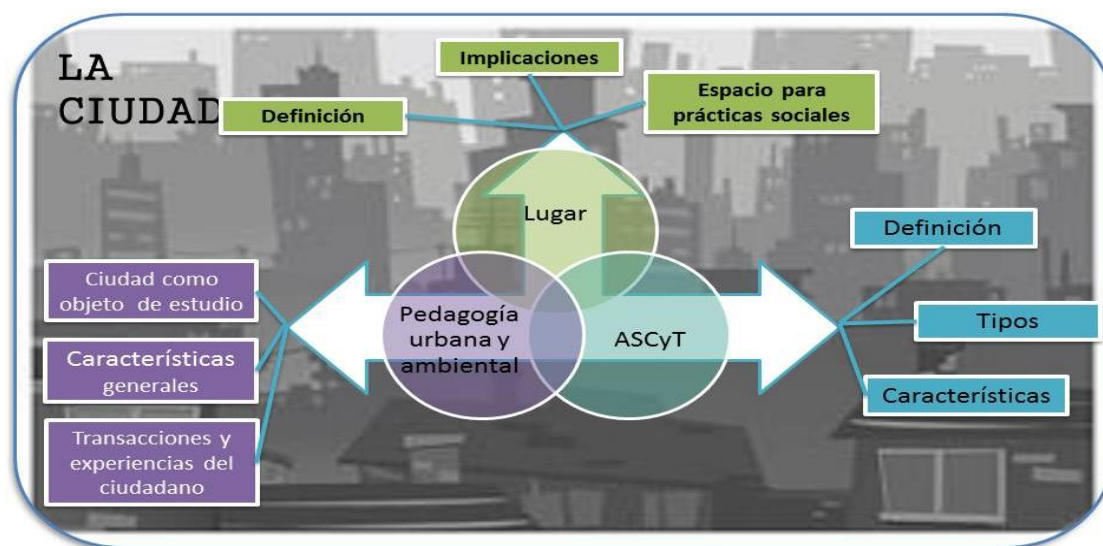 LA
CIUDAD
Implicaciones
Definición
Espacio para
prácticas sociales
Lugar
Pedagogía
urbana y
ambiental
ASCyT
Ciudad como
objeto de estudio
Características
generales
Transacciones y
experiencias del
ciudadano
Definición
Tipos
Características